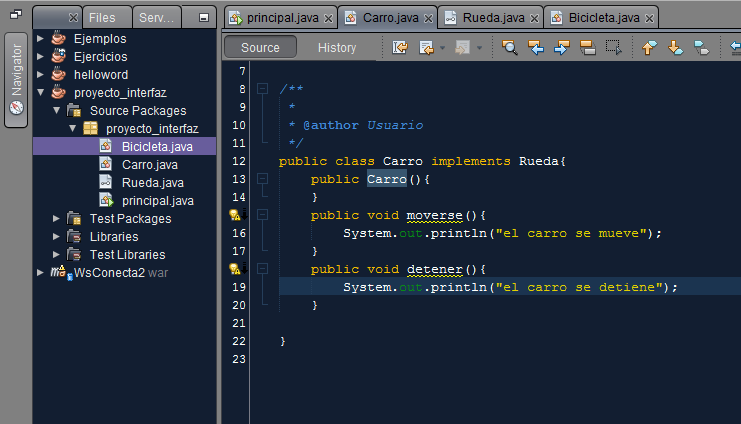 Files
Serv...
principal.java
Carro.java
Rueda.java
Bicicleta.java
Navigator
Source
History
Ejemplos
Ejercicios
helloword
proyecto_interfaz
Source Packages
proyecto_interfaz
Bicicleta.java
Carro.java
Rueda.java
principal.java
Test Packages
Libraries
Test Libraries
WsConecta2 war
7
8 /**
9 *
10 * @author Usuario
11 */
12 public class Carro implements Rueda{
13 public Carro(){
14 }
public void moverse(){
16 System.out.println("el carro se mueve");
17 }
public void detener(){
19 System.out.println("el carro se detiene");
20 }
21
22 }
23